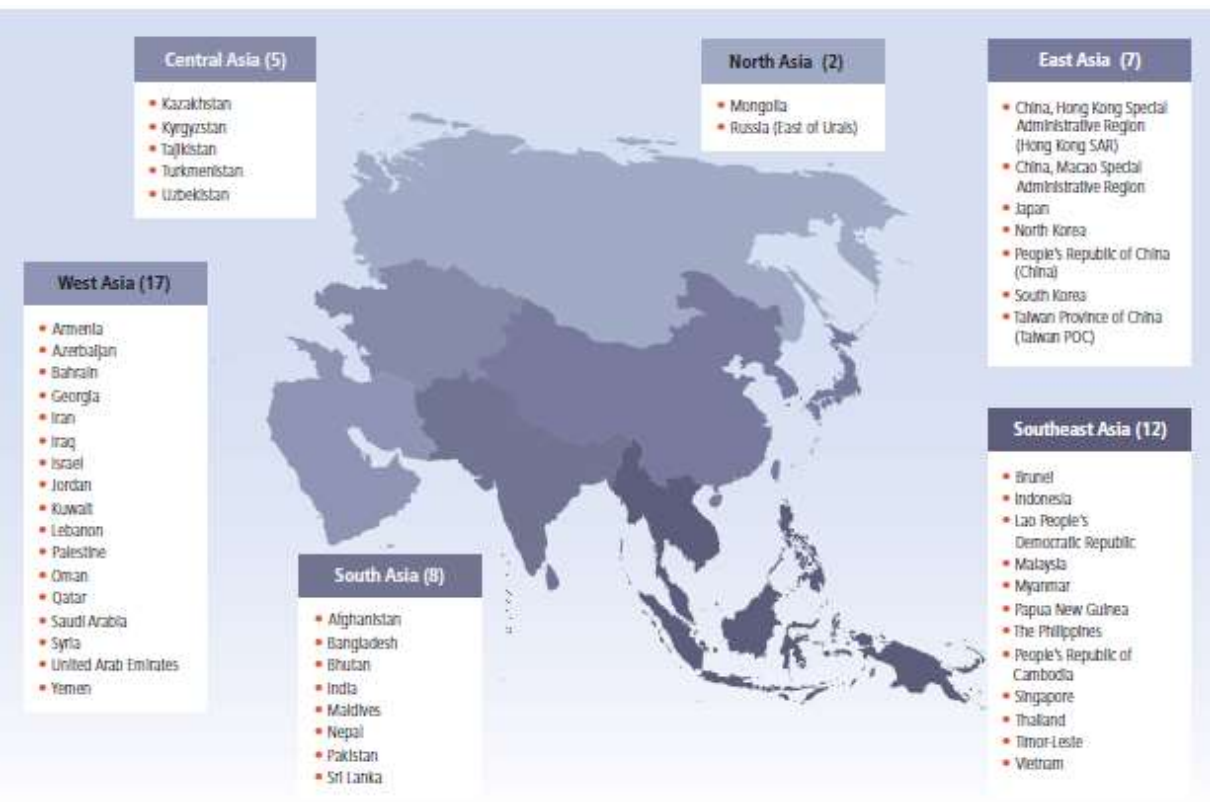 Central Asia (5)
• Kazakhstan
• Kyrgyzstan
• Tajikistan
• Turkmenistan
• Uzbekistan
North Asia (2)
• Mongolia
• Russia (East of Urals)
East Asia (7)
• China, Hong Kong Special
Administrative Region
(Hong Kong SAR)
• China, Macao Special
Administrative Region
• Japan
• North Korea
• People's Republic of China
(China)
• South Korea
• Taiwan Province of China
(Taiwan POC)
West Asia (17)
• Armenia
• Azerbaijan
• Bahrain
• Georgia
• Iran
• Iraq
• Israel
• Jordan
• Kuwait
• Lebanon
• Palestine
• Oman
• Qatar
• Saudi Arabia
• Syria
• United Arab Emirates
• Yemen
South Asia (8)
• Afghanistan
• Bangladesh
• Bhutan
• India
• Maldives
• Nepal
• Pakistan
• Sri Lanka
Southeast Asia (12)
• Brunei
• Indonesia
• Lao People's
Democratic Republic
• Malaysia
• Myanmar
• Papua New Guinea
• The Philippines
• People's Republic of
Cambodia
• Singapore
• Thailand
• Timor-Leste
• Vietnam